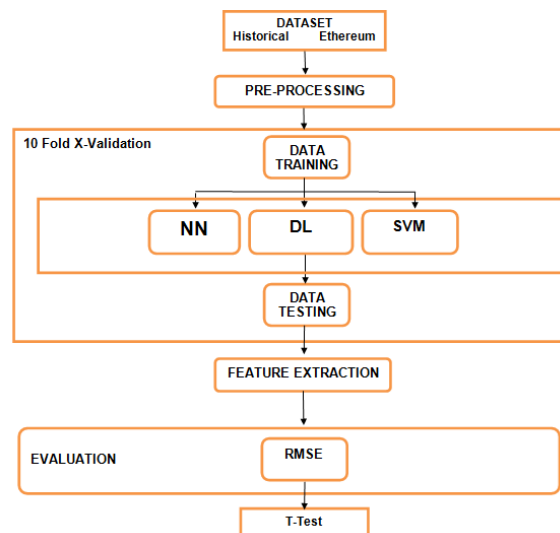 DATASET
Historical Ethereum
PRE-PROCESSING
10 Fold X-Validation
DATA
TRAINING
NN DL SVM
DATA
TESTING
FEATURE EXTRACTION
EVALUATION
RMSE
T-Test